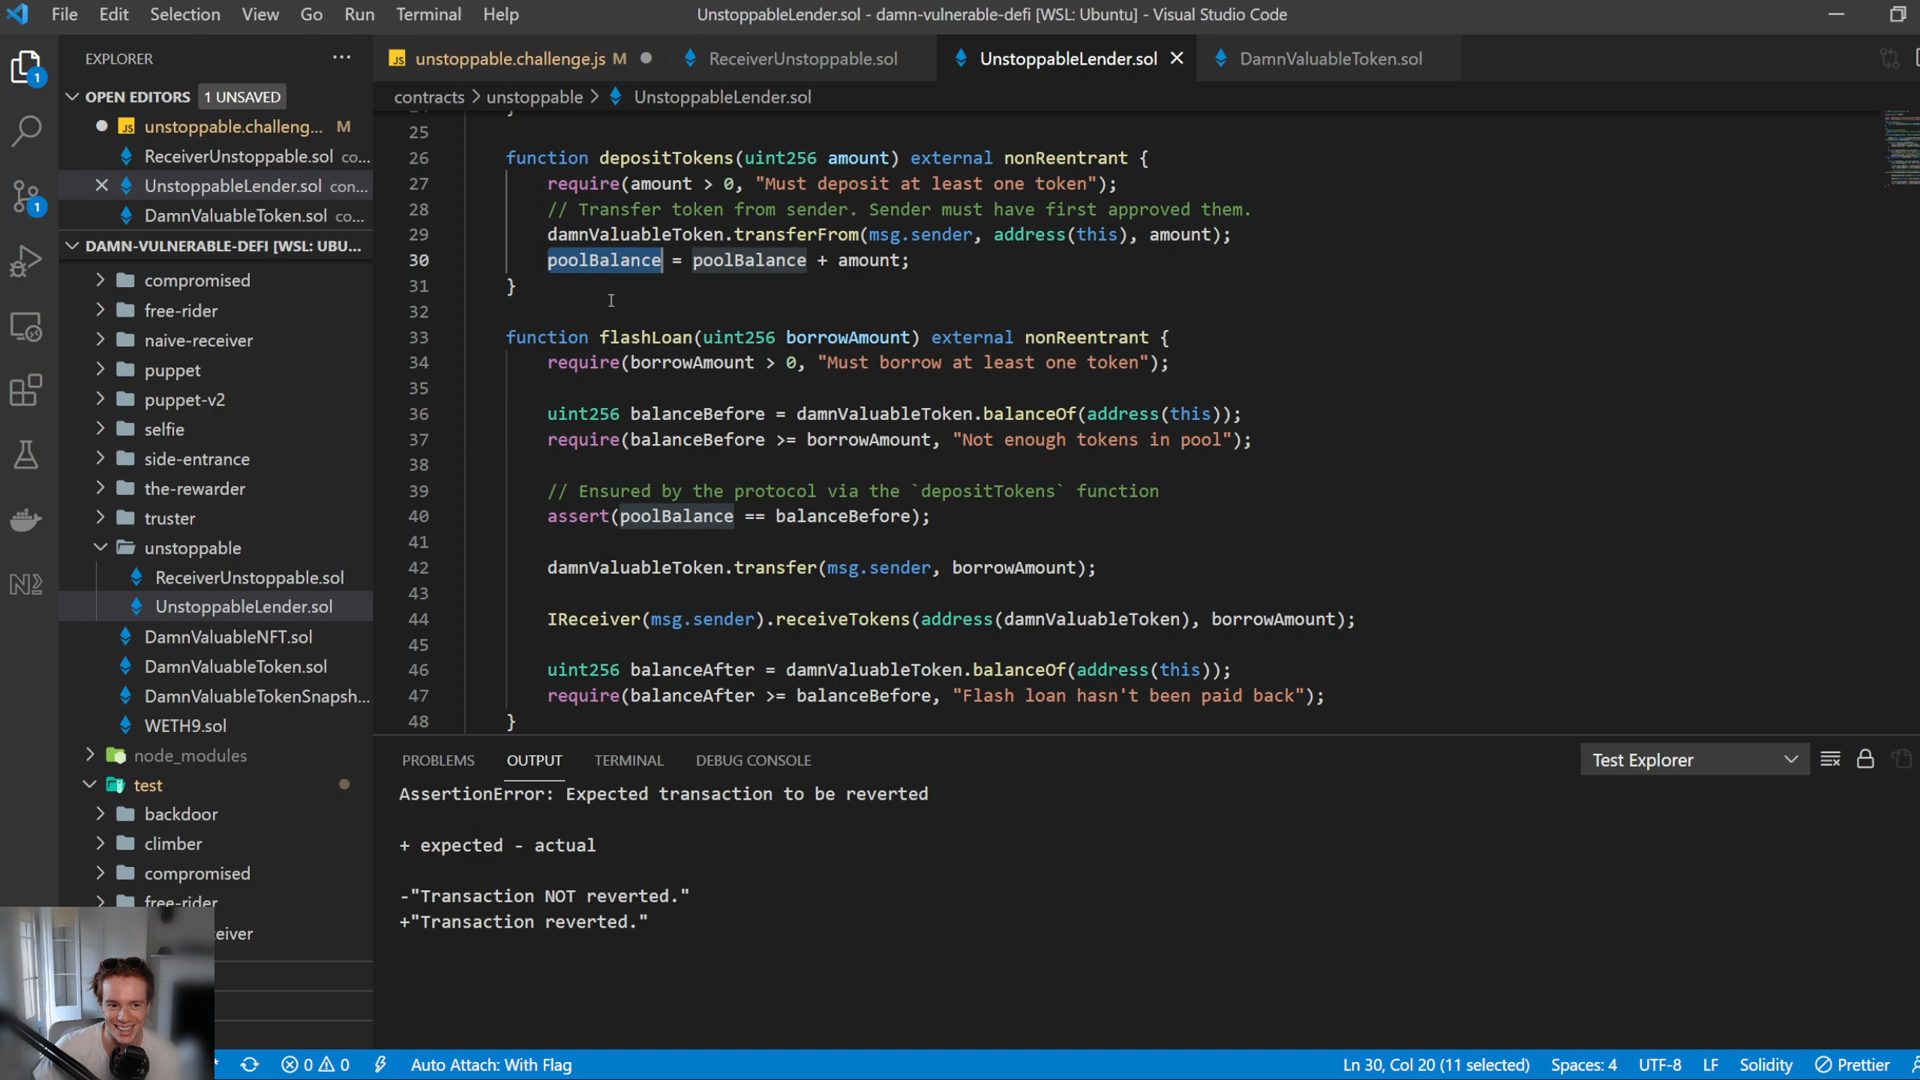 File Edit Selection View Go Run Terminal Help
UnstoppableLender.sol - damn-vulnerable-defi [WSL: Ubuntu] - Visual Studio Code
EXPLORER
OPEN EDITORS 1 UNSAVED
JS unstoppable.challeng... M
ReceiverUnstoppable.sol co...
UnstoppableLender.sol con...
DamnValuableToken.sol co...
DAMN-VULNERABLE-DEFI [WSL: UBU...
compromised
free-rider
naive-receiver
puppet
puppet-v2
selfie
side-entrance
the-rewarder
truster
unstoppable
ReceiverUnstoppable.sol
UnstoppableLender.sol
DamnValuableNFT.sol
DamnValuableToken.sol
DamnValuableTokenSnapsh...
WETH9.sol
node_modules
test
backdoor
climber
compromised
free-rider
eiver
1
1
JS unstoppable.challenge.js M
ReceiverUnstoppable.sol
UnstoppableLender.sol
DamnValuableToken.sol
contracts > unstoppable > UnstoppableLender.sol
25
26 function depositTokens(uint256 amount) external nonReentrant {
27 require(amount > 0, "Must deposit at least one token");
28 // Transfer token from sender. Sender must have first approved them.
29 damnValuableToken.transferFrom(msg.sender, address(this), amount);
30 poolBalance = poolBalance + amount;
31 }
32
33 function flashLoan(uint256 borrowAmount) external nonReentrant {
34 require(borrowAmount > 0, "Must borrow at least one token");
35
36 uint256 balanceBefore = damnValuableToken.balanceOf(address(this));
37 require(balanceBefore >= borrowAmount, "Not enough tokens in pool");
38
39 // Ensured by the protocol via the `depositTokens` function
40 assert(poolBalance == balanceBefore);
41
42 damnValuableToken.transfer(msg.sender, borrowAmount);
43
44 IReceiver(msg.sender).receiveTokens(address(damnValuableToken), borrowAmount);
45
46 uint256 balanceAfter = damnValuableToken.balanceOf(address(this));
47 require(balanceAfter >= balanceBefore, "Flash loan hasn't been paid back");
48 }
PROBLEMS OUTPUT TERMINAL DEBUG CONSOLE
Test Explorer
AssertionError: Expected transaction to be reverted
+ expected - actual
-"Transaction NOT reverted."
+"Transaction reverted."
0 0 Auto Attach: With Flag
Ln 30, Col 20 (11 selected) Spaces: 4 UTF-8 LF Solidity Prettier